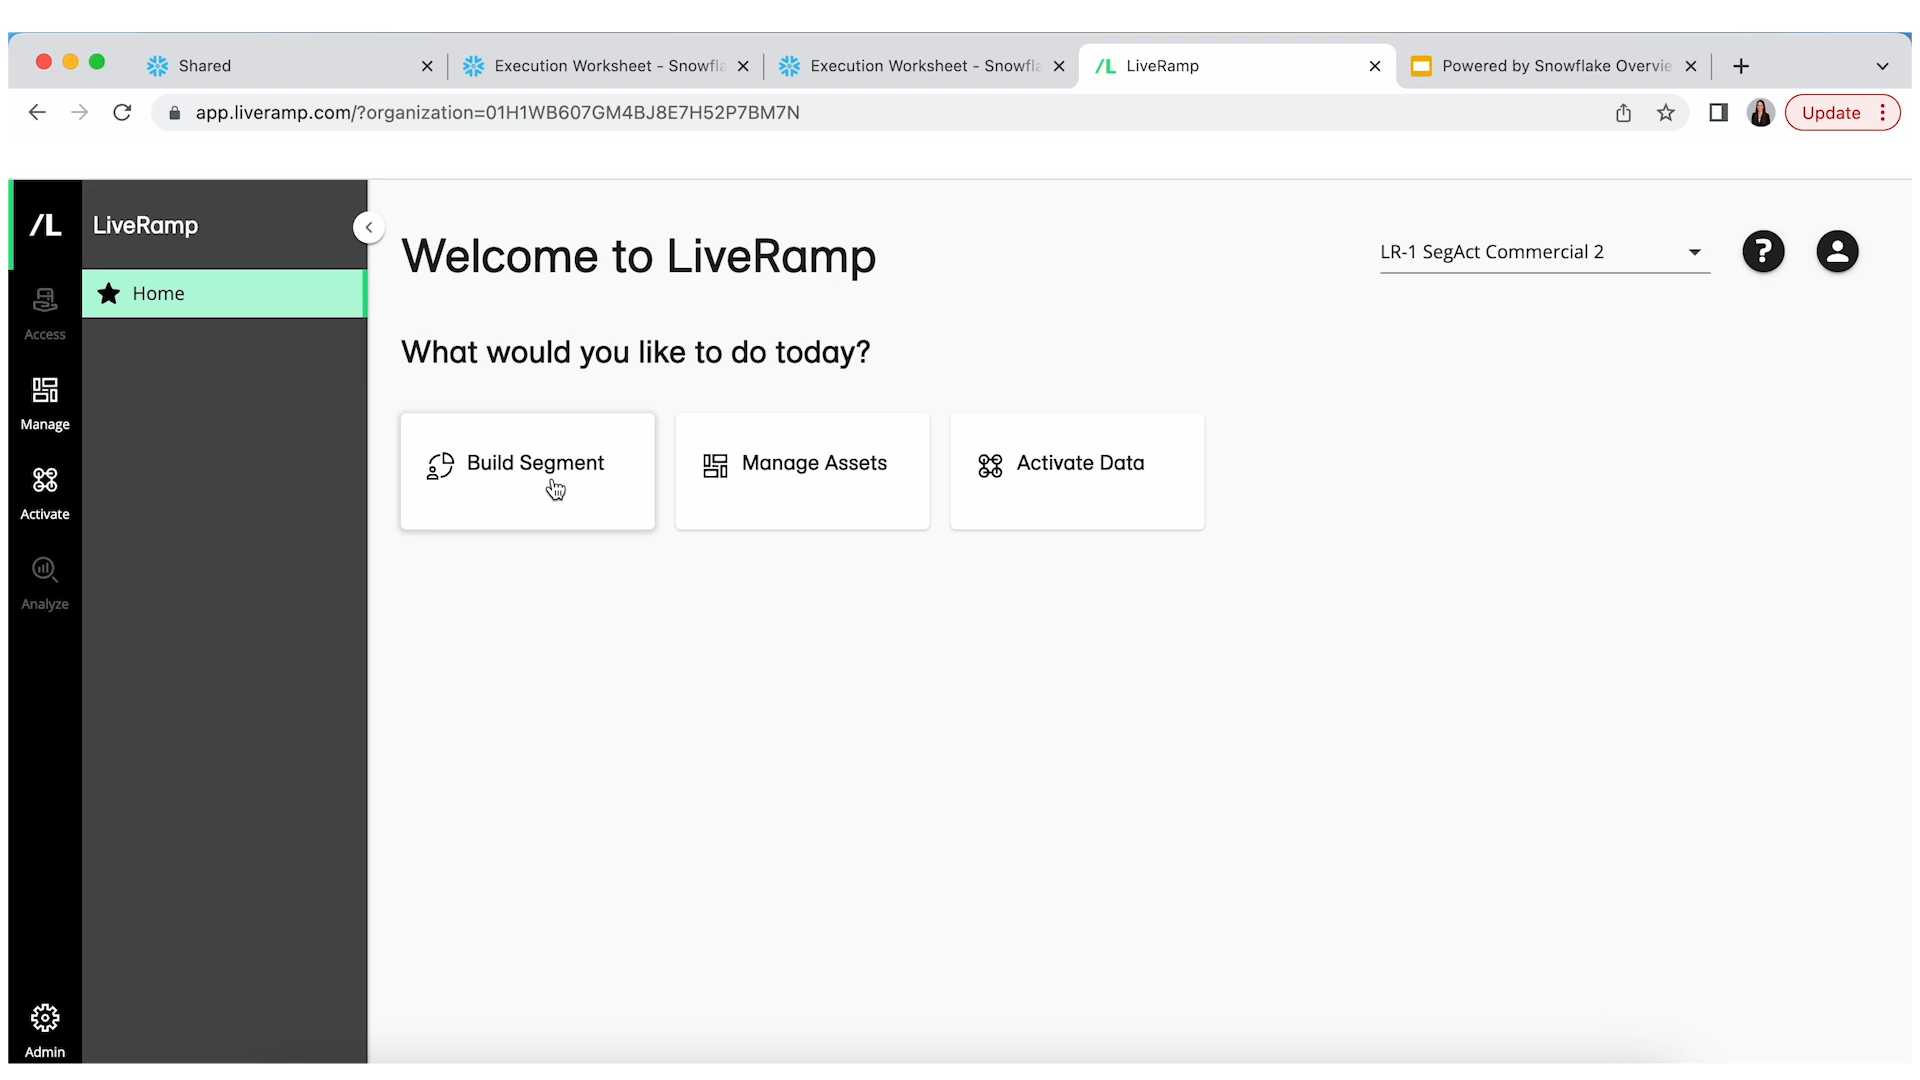 Shared
Execution Worksheet - Snowfla
Execution Worksheet - Snowfla
/L LiveRamp
Powered by Snowflake Overvie
app.liveramp.com/?organization=01H1WB607GM4BJ8E7H52P7BM7N
Update
/L
LiveRamp
Home
Access
Manage
Activate
Analyze
Admin
Welcome to LiveRamp
LR-1 SegAct Commercial 2
?
What would you like to do today?
Build Segment
Manage Assets
Activate Data